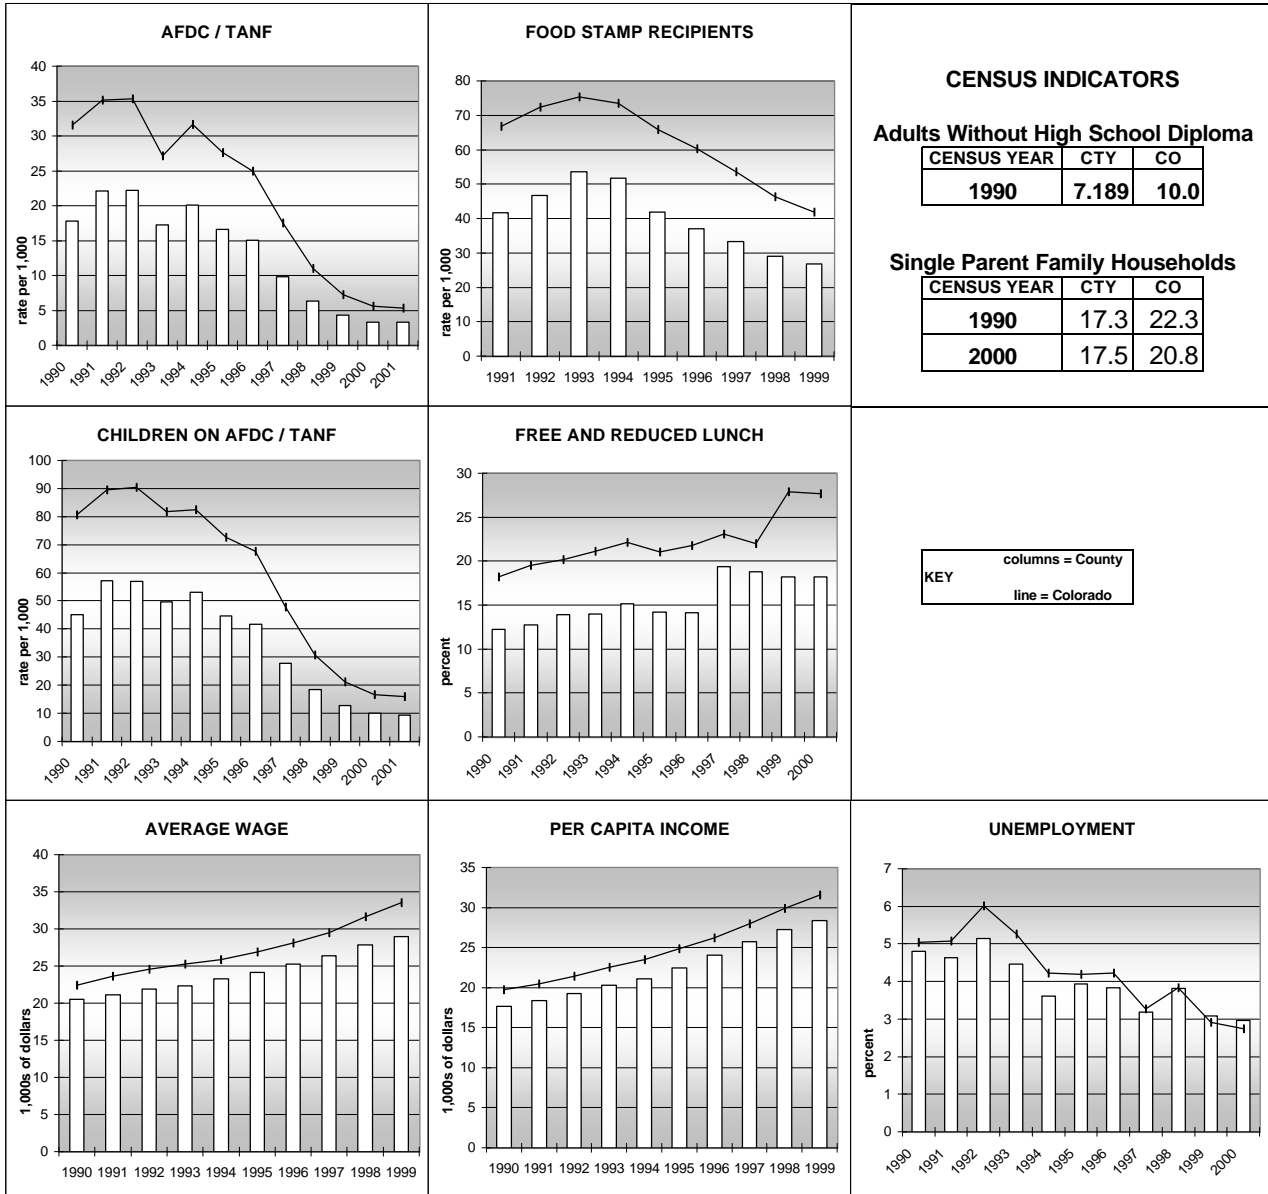 AFDC / TANF
40
35
30
25
20
15
10
5
0
rate per 1,000
1990 1991 1992 1993 1994 1995 1996 1997 1998 1999 2000 2001
FOOD STAMP RECIPIENTS
80
70
60
50
40
30
20
10
0
rate per 1,000
1991 1992 1993 1994 1995 1996 1997 1998 1999
CENSUS INDICATORS
Adults Without High School Diploma
CENSUS YEAR CTY CO
1990 7.189 10.0
Single Parent Family Households
CENSUS YEAR CTY CO
1990 17.3 22.3
2000 17.5 20.8
CHILDREN ON AFDC / TANF
100
90
80
70
60
50
40
30
20
10
0
rate per 1,000
1990 1991 1992 1993 1994 1995 1996 1997 1998 1999 2000 2001
FREE AND REDUCED LUNCH
30
25
20
15
10
5
0
percent
1990 1991 1992 1993 1994 1995 1996 1997 1998 1999 2000
columns = County
KEY
line = Colorado
AVERAGE WAGE
40
35
30
25
20
15
10
5
0
1,000s of dollars
1990 1991 1992 1993 1994 1995 1996 1997 1998 1999
PER CAPITA INCOME
35
30
25
20
15
10
5
0
1,000s of dollars
1990 1991 1992 1993 1994 1995 1996 1997 1998 1999
UNEMPLOYMENT
7
6
5
4
3
2
1
0
percent
1990 1991 1992 1993 1994 1995 1996 1997 1998 1999 2000